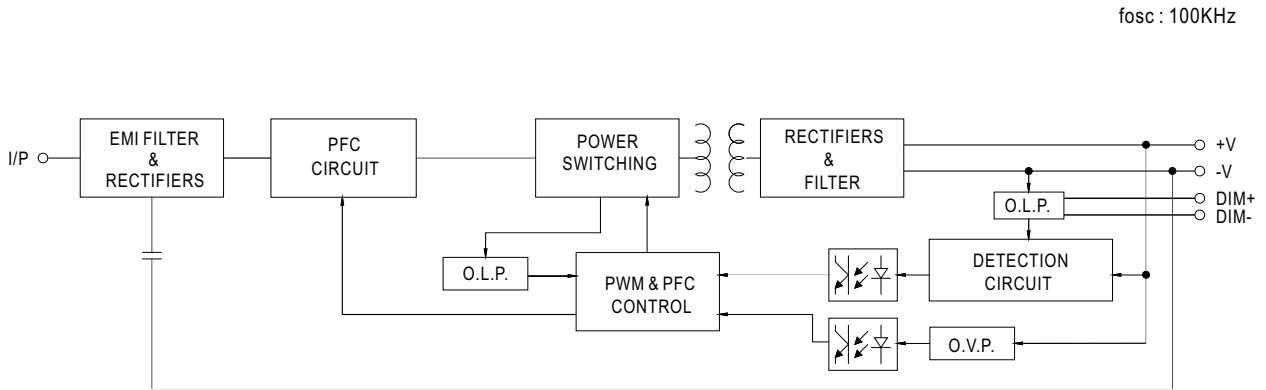 fosc : 100KHz
I/P
EMI FILTER
&
RECTIFIERS
PFC
CIRCUIT
POWER
SWITCHING
RECTIFIERS
&
FILTER
+V
-V
DIM+
DIM-
O.L.P.
O.L.P.
PWM & PFC
CONTROL
DETECTION
CIRCUIT
O.V.P.